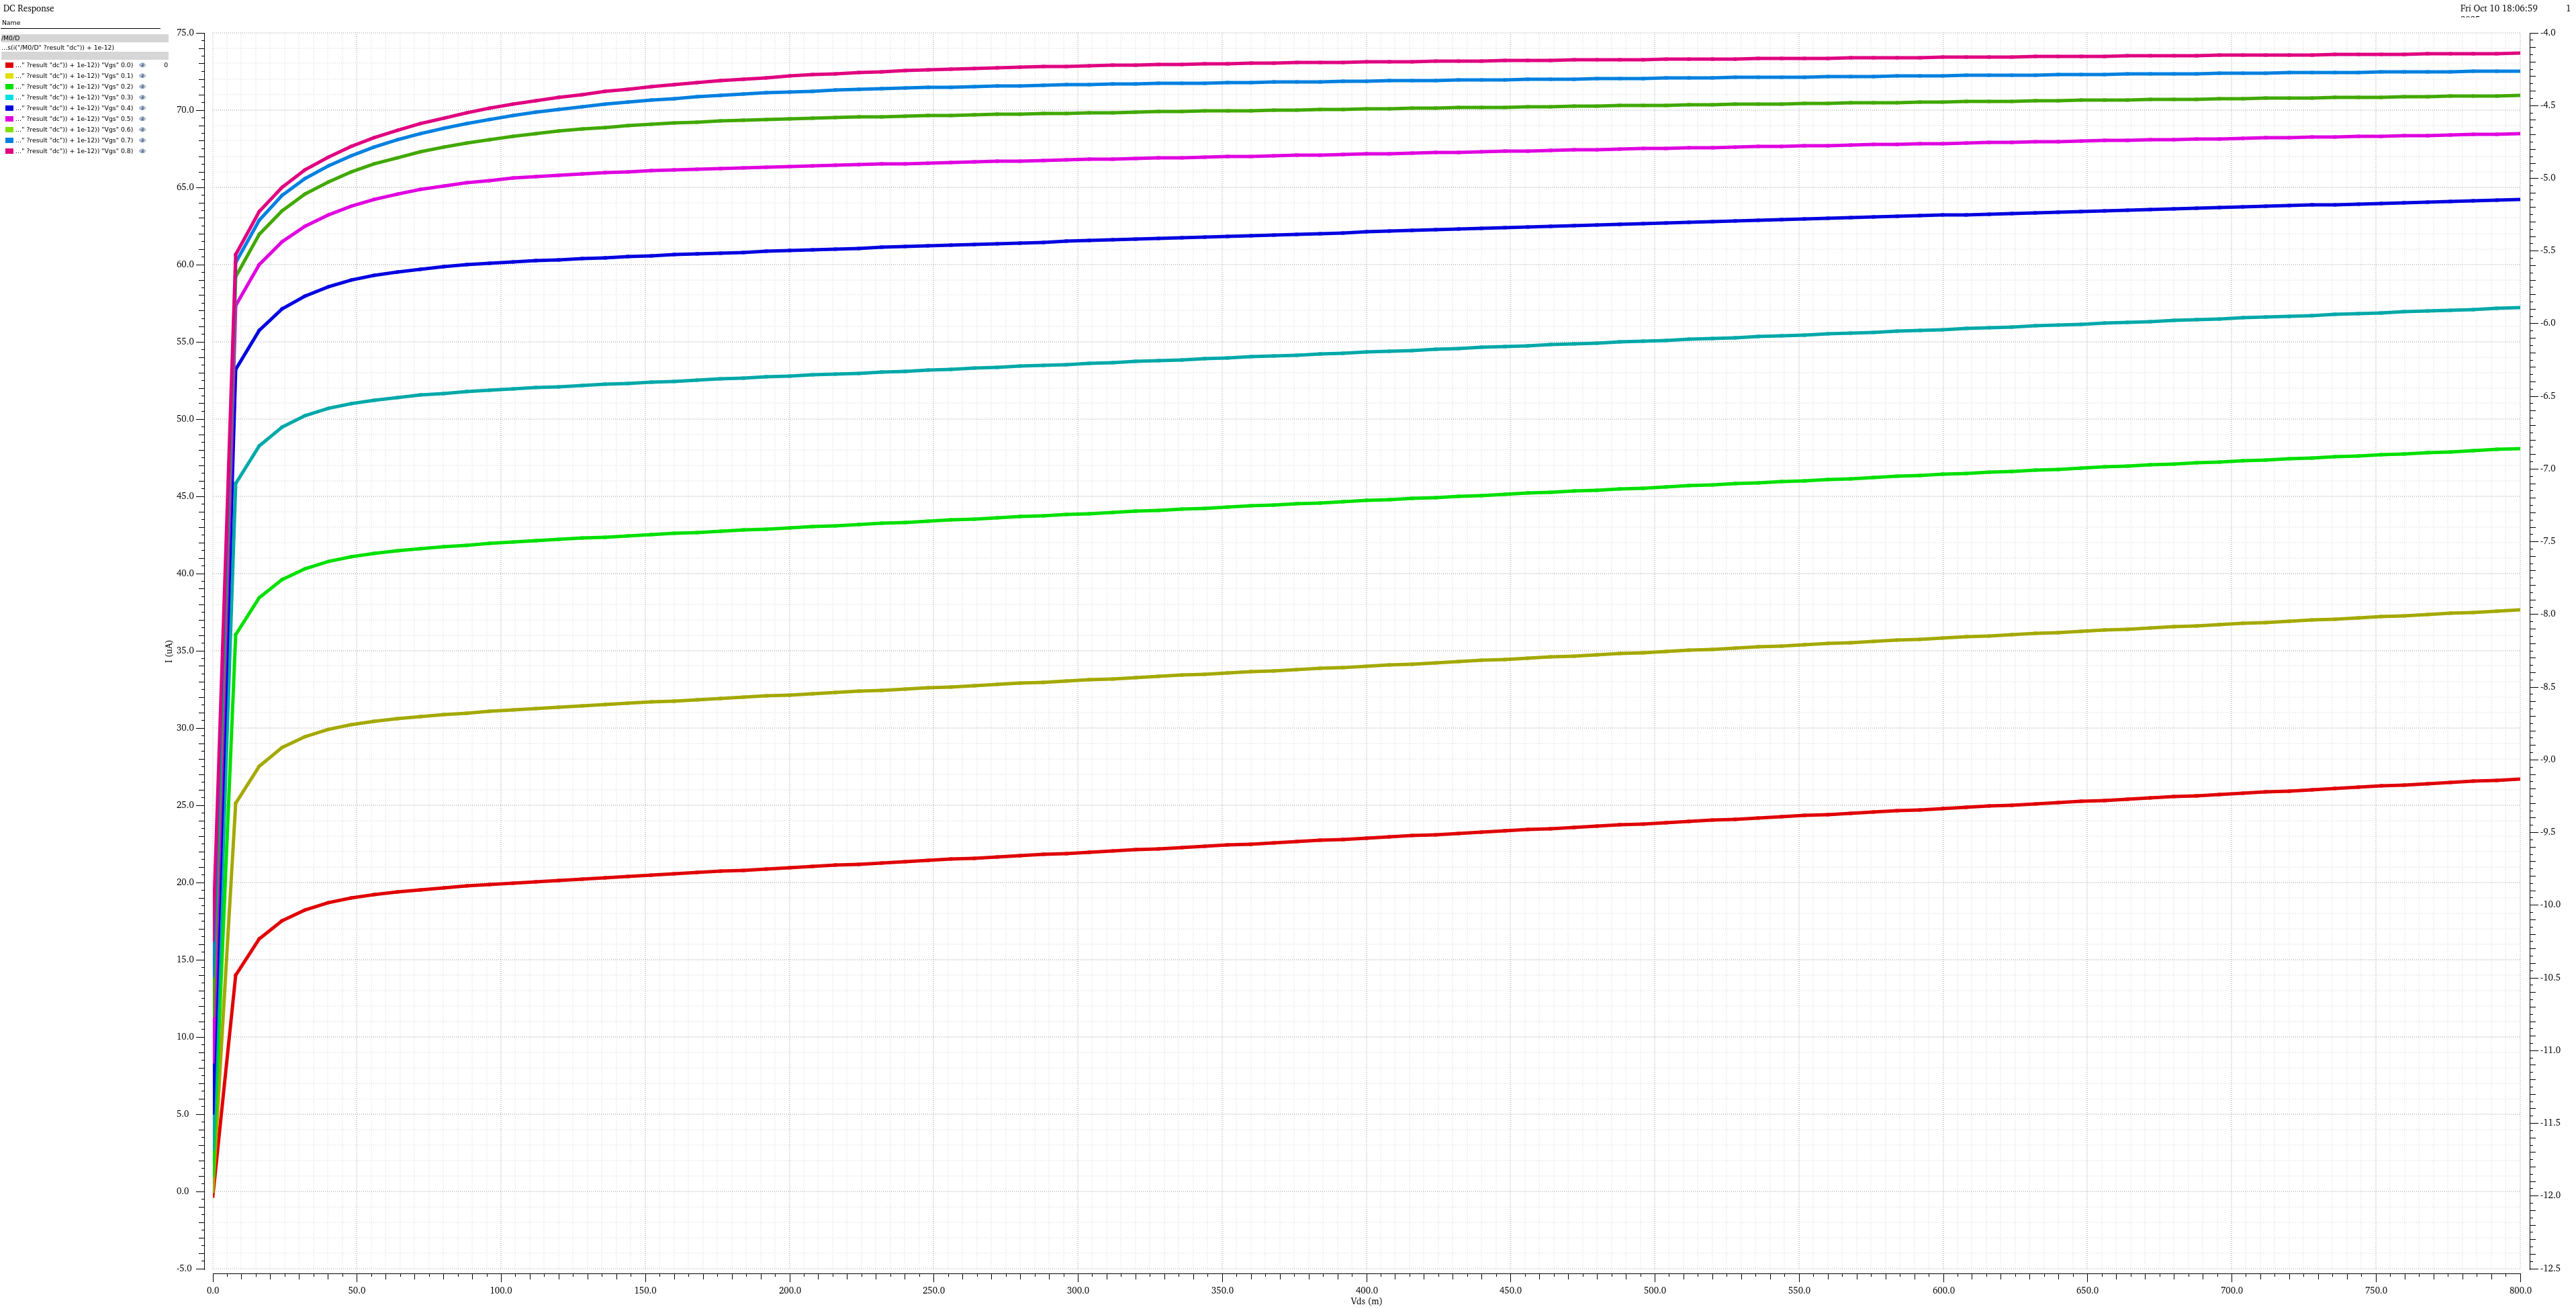 DC Response
Fri Oct 10 18:06:59 1
Name
/M0/D
...s(i("/M0/D" ?result "dc")) + 1e-12)
..." ?result "dc")) + 1e-12)) "Vgs" 0.0) 0
..." ?result "dc")) + 1e-12)) "Vgs" 0.1)
..." ?result "dc")) + 1e-12)) "Vgs" 0.2)
..." ?result "dc")) + 1e-12)) "Vgs" 0.3)
..." ?result "dc")) + 1e-12)) "Vgs" 0.4)
..." ?result "dc")) + 1e-12)) "Vgs" 0.5)
..." ?result "dc")) + 1e-12)) "Vgs" 0.6)
..." ?result "dc")) + 1e-12)) "Vgs" 0.7)
..." ?result "dc")) + 1e-12)) "Vgs" 0.8)
I (uA)
75.0
70.0
65.0
60.0
55.0
50.0
45.0
40.0
35.0
30.0
25.0
20.0
15.0
10.0
5.0
0.0
-5.0
-4.0
-4.5
-5.0
-5.5
-6.0
-6.5
-7.0
-7.5
-8.0
-8.5
-9.0
-9.5
-10.0
-10.5
-11.0
-11.5
-12.0
-12.5
0.0 50.0 100.0 150.0 200.0 250.0 300.0 350.0 400.0 450.0 500.0 550.0 600.0 650.0 700.0 750.0 800.0
Vds (m)